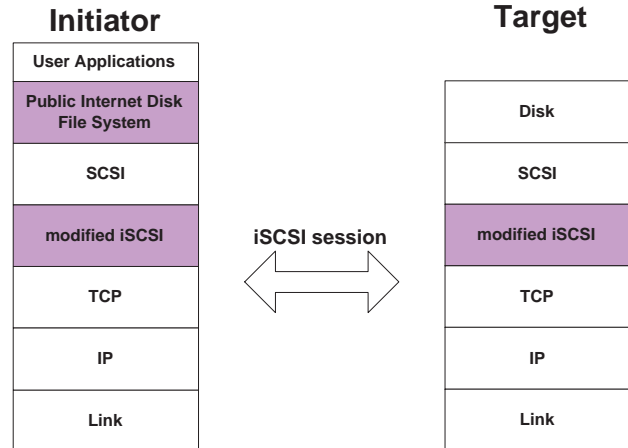 Initiator
User Applications
Public Internet Disk
File System
SCSI
modified iSCSI
TCP
IP
Link
iSCSI session
Target
Disk
SCSI
modified iSCSI
TCP
IP
Link